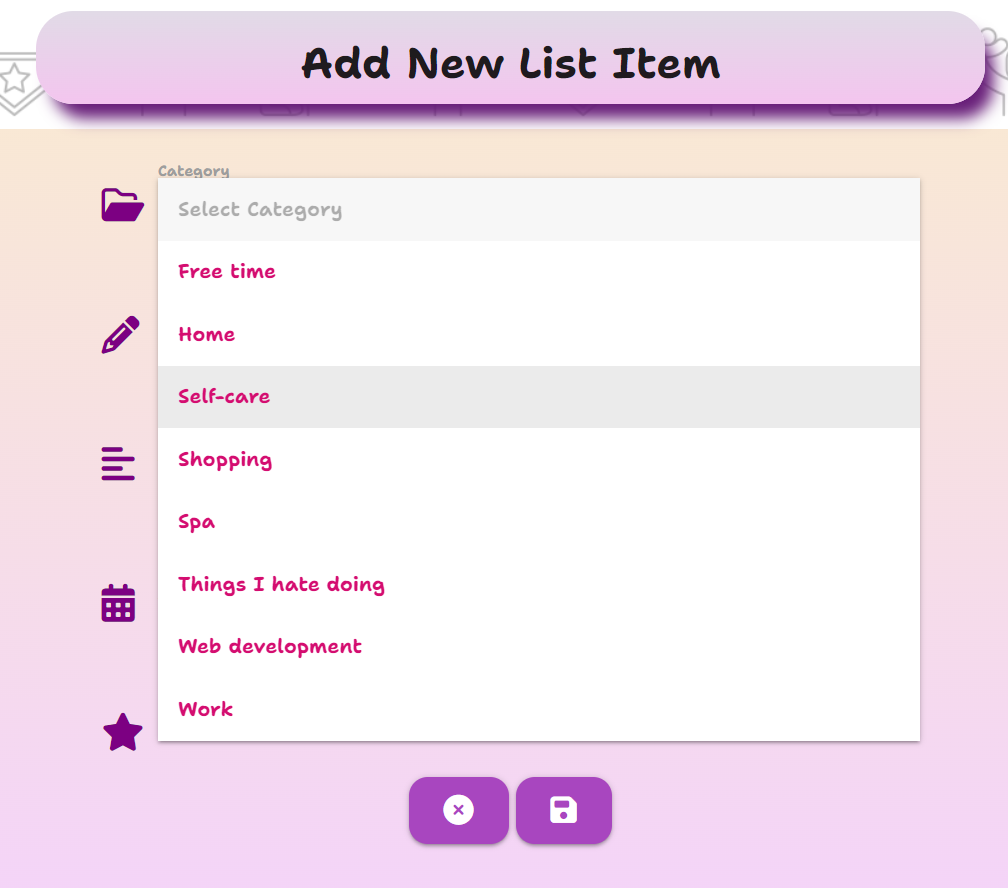 Add New List Item
Category
Select Category
Free time
Home
Self-care
Shopping
Spa
Things I hate doing
Web development
Work